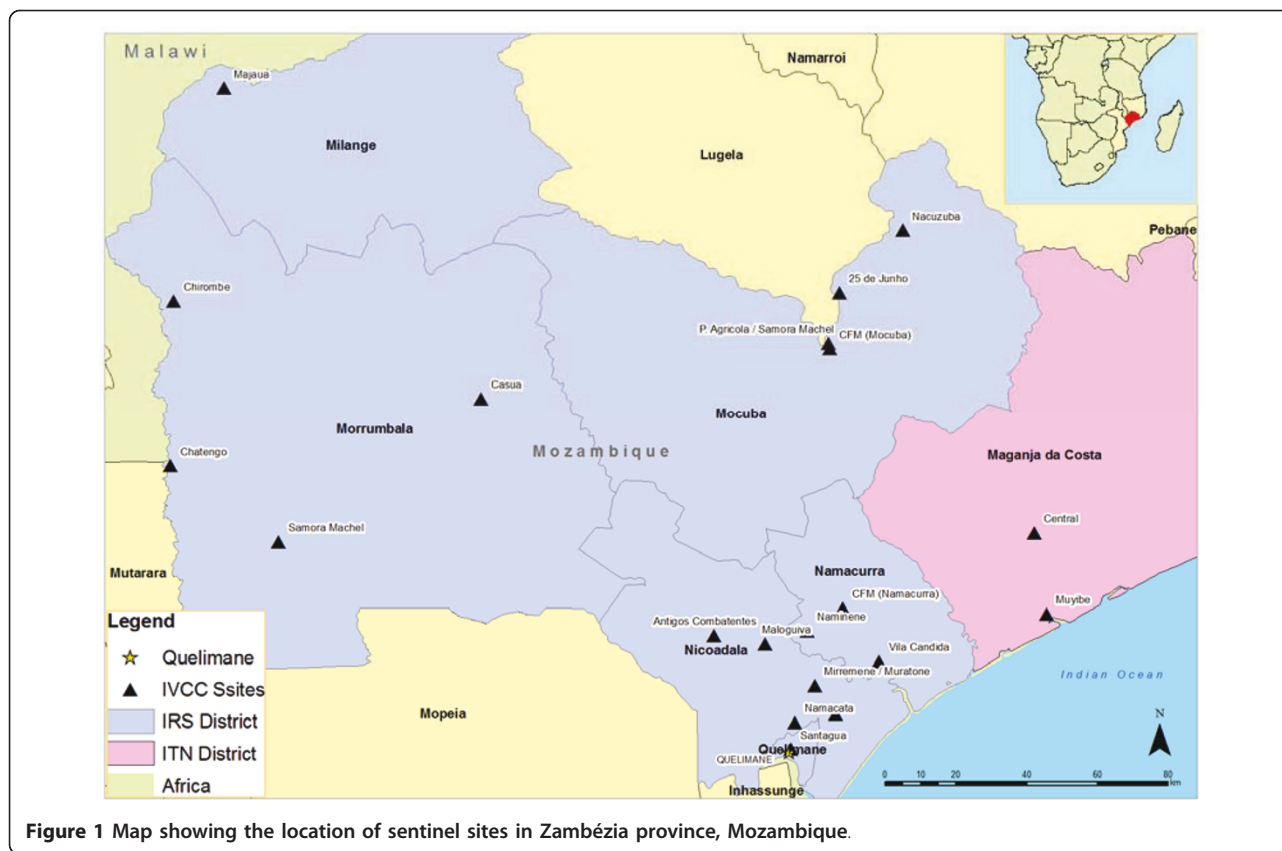 Malawi
Majaua
Milange
Namarroi
Lugela
Nacuzuba
Pebane
Chirombe
25 de Junho
P. Agricola / Samora Machel
CFM (Mocuba)
Casua
Mocuba
Morrumbala
Mozambique
Maganja da Costa
Chatengo
Central
Samora Machel
Mutarara
Namacurra
CFM (Namacurra)
Muyibe
Antigos Combatentes
Naminene
Maloguiva
Nicoadala
Vila Candida
Mirremene / Muratone
Indian Ocean
Mopeia
Namacata
Santagua
Quelimane
QUELIMANE
Inhassunge
Legend
Quelimane
IVCC Ssites
IRS District
ITN District
Africa
N
0 10 20 40 60 80
km
Figure 1 Map showing the location of sentinel sites in Zambézia province, Mozambique.